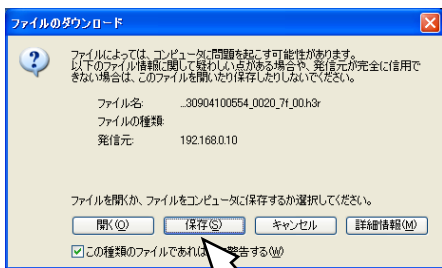 ファイルのダウンロード
ファイルによっては、コンピュータに問題を起こす可能性があります。
以下のファイル情報に関して疑わしい点がある場合や、発信元が完全に信用で
きない場合は、このファイルを開いたり保存したりしないでください。
ファイル名: ...30904100554_0020_7f_00.h3r
ファイルの種類:
発信元: 192.168.0.10
ファイルを開くか、ファイルをコンピュータに保存するか選択してください。
開く(O) 保存(S) キャンセル 詳細情報(M)
この種類のファイルであれば 警告する(W)